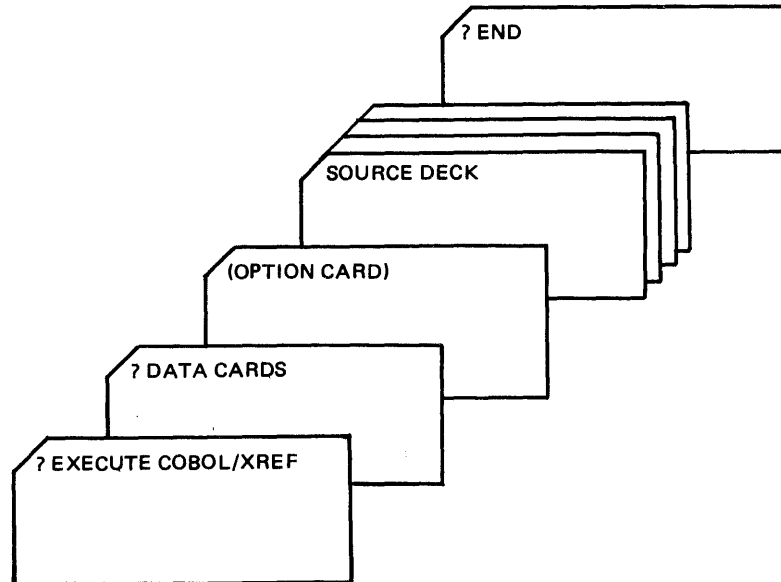 ? END
SOURCE DECK
(OPTION CARD)
? DATA CARDS
? EXECUTE COBOL/XREF